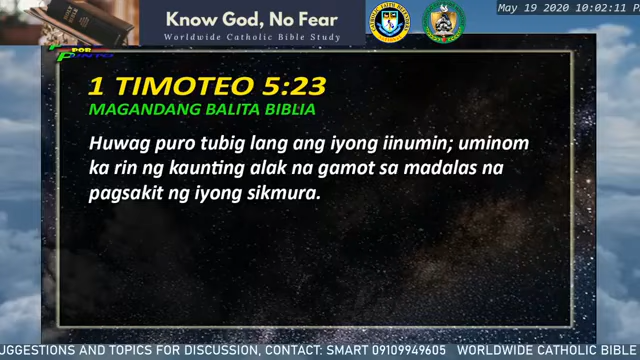 Know God, No Fear
Worldwide Catholic Bible Study
May 19 2020 10:02:11 P
POR
PUNTO
1 TIMOTEO 5:23
MAGANDANG BALITA BIBLIA
Huwag puro tubig lang ang iyong iinumin; uminom
ka rin ng kaunting alak na gamot sa madalas na
pagsakit ng iyong sikmura.
UGGESTIONS AND TOPICS FOR DISCUSSION, CONTACT: SMART 09109949605 WORLDWIDE CATHOLIC BIBLE